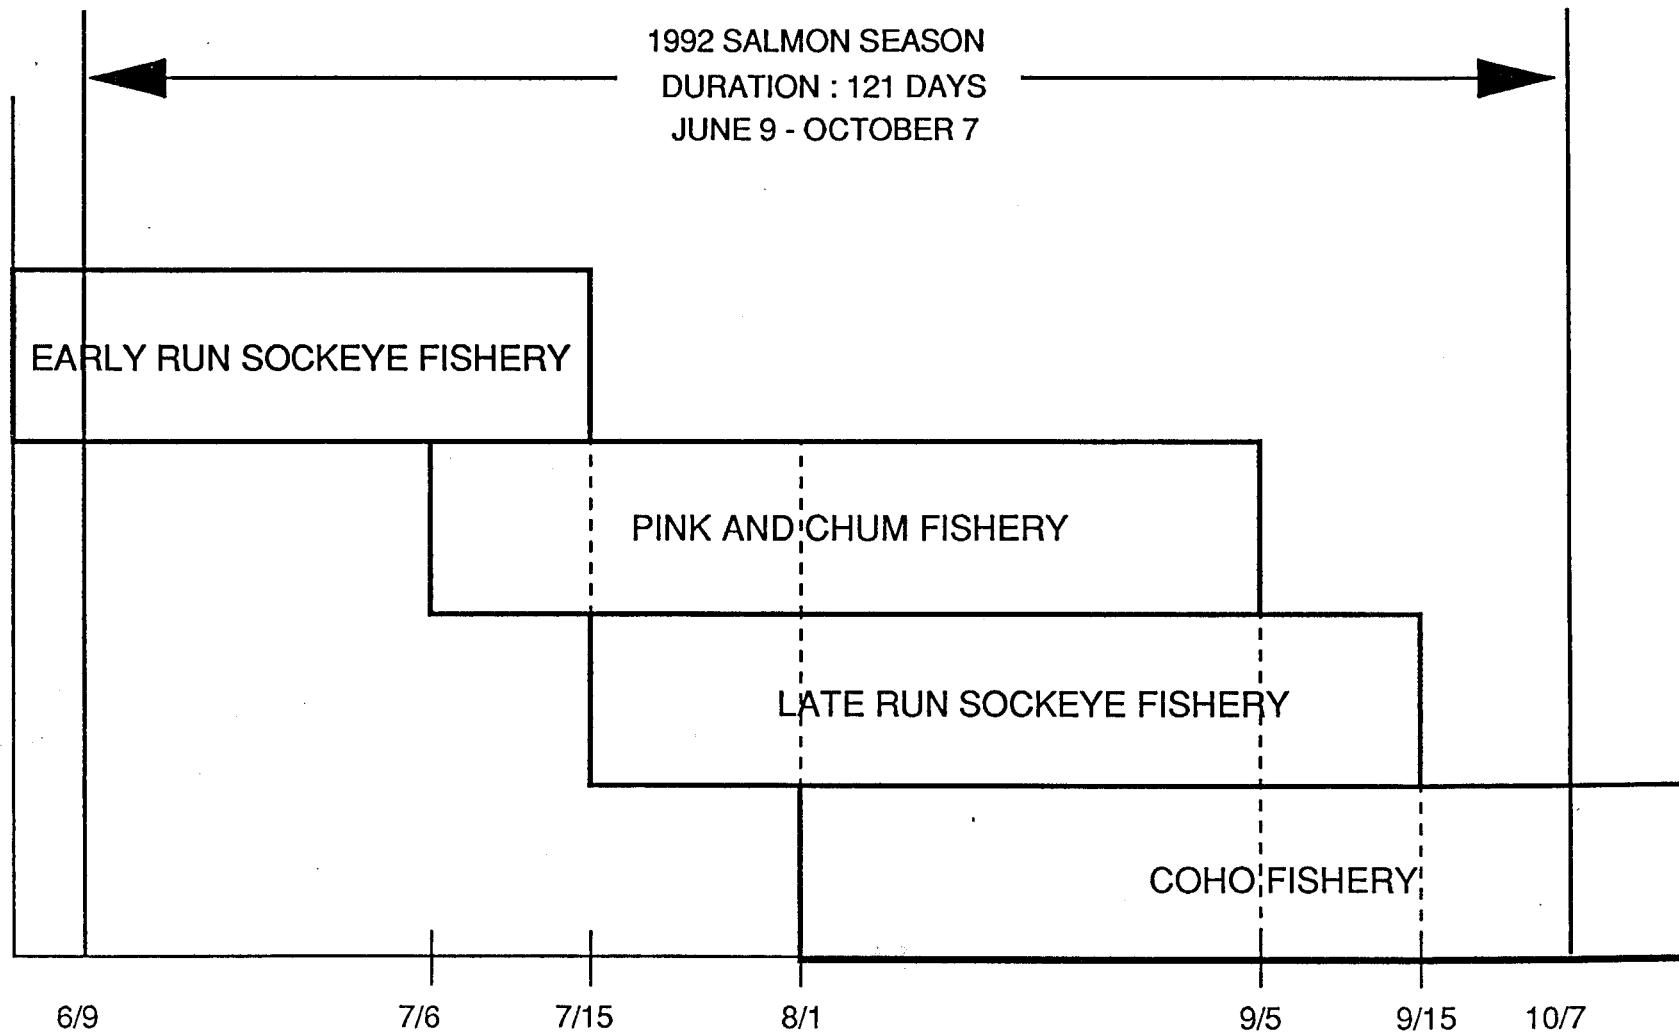 1992 SALMON SEASON
DURATION : 121 DAYS
JUNE 9 - OCTOBER 7
EARLY RUN SOCKEYE FISHERY
PINK AND CHUM FISHERY
LATE RUN SOCKEYE FISHERY
COHO FISHERY
6/9 7/6 7/15 8/1 9/5 9/15 10/7